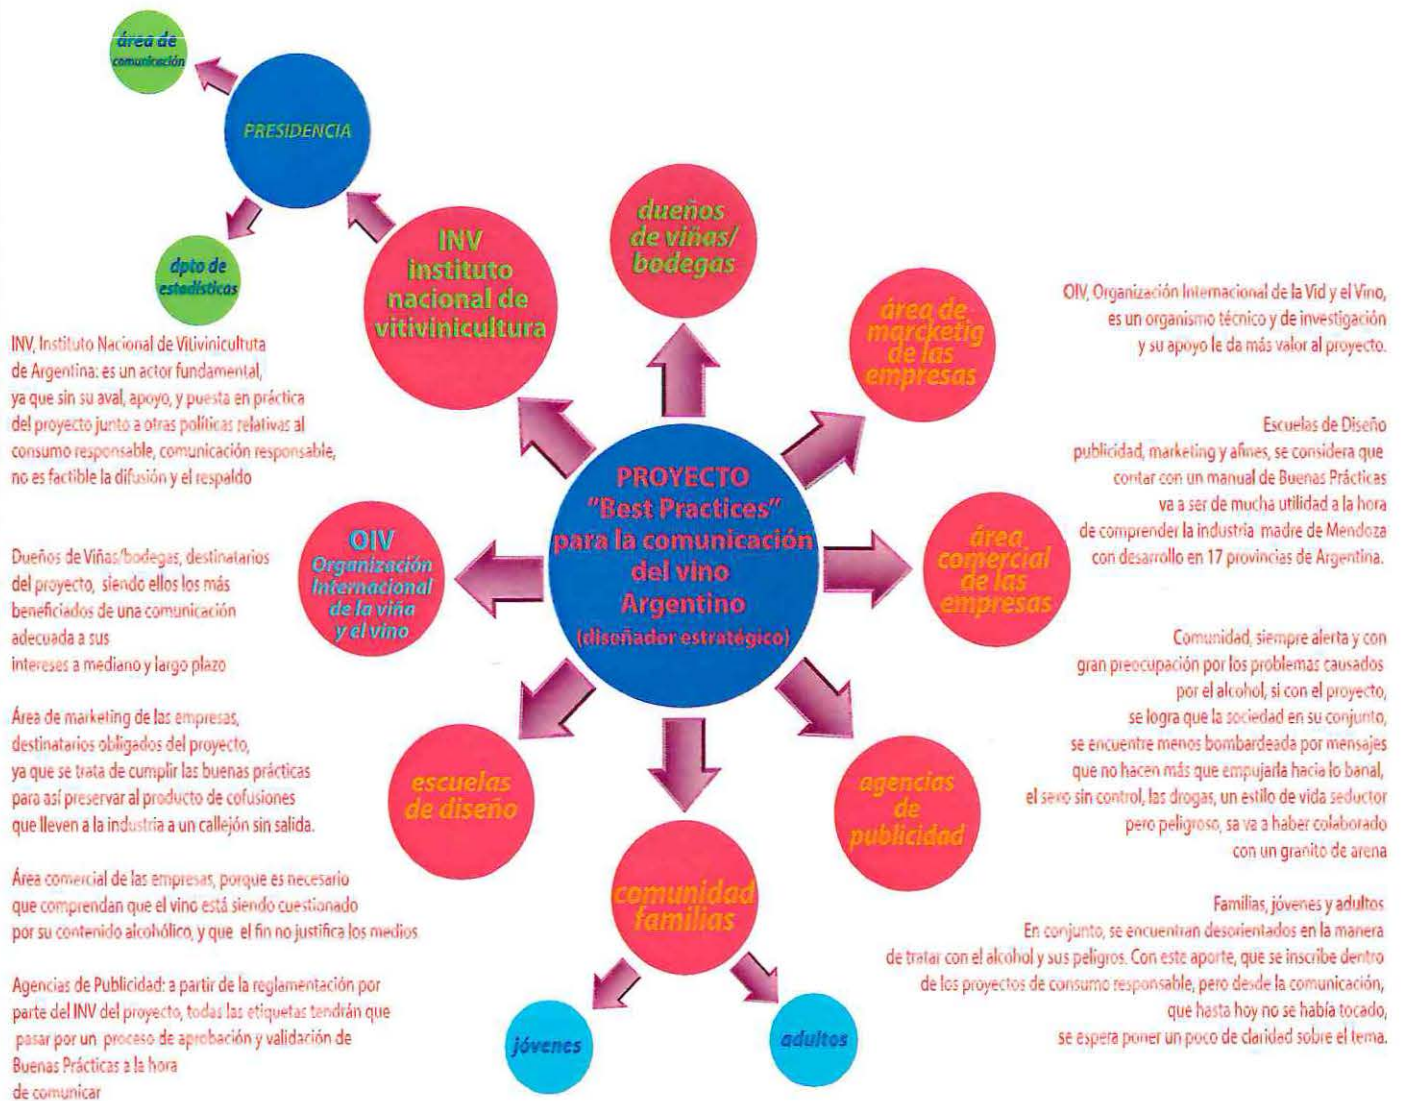 área de
comunicación
PRESIDENCIA
dpto de
estadísticas
INV
instituto
nacional de
vitivinicultura
dueños
de viñas/
bodegas
área de
marcketig
de las
empresas
PROYECTO
"Best Practices"
para la comunicación
del vino
Argentino
(diseñador estratégico)
OIV
Organización
Internacional
de la viña
y el vino
área
comercial
de las
empresas
escuelas
de diseño
agencias
de
publicidad
comunidad
familias
jóvenes
adultos
INV, Instituto Nacional de Vitivinicultuta
de Argentina: es un actor fundamental,
ya que sin su aval, apoyo, y puesta en práctica
del proyecto junto a otras políticas relativas al
consumo responsable, comunicación responsable,
no es factible la difusión y el respaldo
Dueños de Viñas/bodegas, destinatarios
del proyecto, siendo ellos los más
beneficiados de una comunicación
adecuada a sus
intereses a mediano y largo plazo
Área de marketing de las empresas,
destinatarios obligados del proyecto,
ya que se trata de cumplir las buenas prácticas
para así preservar al producto de cofusiones
que lleven a la industria a un callejón sin salida.
Área comercial de las empresas, porque es necesario
que comprendan que el vino está siendo cuestionado
por su contenido alcohólico, y que el fin no justifica los medios
Agencias de Publicidad: a partir de la reglamentación por
parte del INV del proyecto, todas las etiquetas tendrán que
pasar por un proceso de aprobación y validación de
Buenas Prácticas a la hora
de comunicar
OIV, Organización Internacional de la Vid y el Vino,
es un organismo técnico y de investigación
y su apoyo le da más valor al proyecto.
Escuelas de Diseño
publicidad, marketing y afines, se considera que
contar con un manual de Buenas Prácticas
va a ser de mucha utilidad a la hora
de comprender la industria madre de Mendoza
con desarrollo en 17 provincias de Argentina.
Comunidad, siempre alerta y con
gran preocupación por los problemas causados
por el alcohol, si con el proyecto,
se logra que la sociedad en su conjunto,
se encuentre menos bombardeada por mensajes
que no hacen más que empujarla hacia lo banal,
el sexo sin control, las drogas, un estilo de vida seductor
pero peligroso, sa va a haber colaborado
con un granito de arena
Familias, jóvenes y adultos
En conjunto, se encuentran desorientados en la manera
de tratar con el alcohol y sus peligros. Con este aporte, que se inscribe dentro
de los proyectos de consumo responsable, pero desde la comunicación,
que hasta hoy no se había tocado,
se espera poner un poco de claridad sobre el tema.